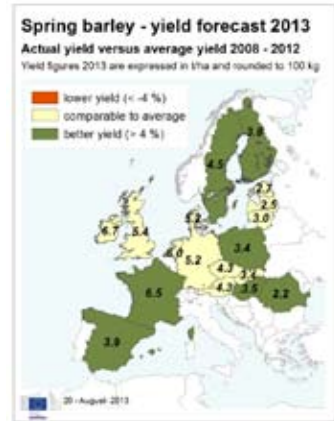 Spring barley - yield forecast 2013
Actual yield versus average yield 2008 - 2012
Yield figures 2013 are expressed in t/ha and rounded to 100 kg
lower yield (< -4 %)
comparable to average
better yield (> 4 %)
3.8
4.5
2.7
2.5
3.0
5.2
6.7
5.4
6.0
5.2
3.4
4.3
3.4
4.3
3.5
2.2
6.5
3.9
20 - August- 2013